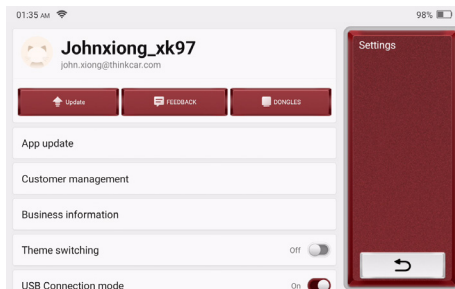 01:35 AM
98%
Johnxiong_xk97
john.xiong@thinkcar.com
Update
FEEDBACK
DONGLES
App update
Customer management
Business information
Theme switching
Off
USB Connection mode
On
Settings